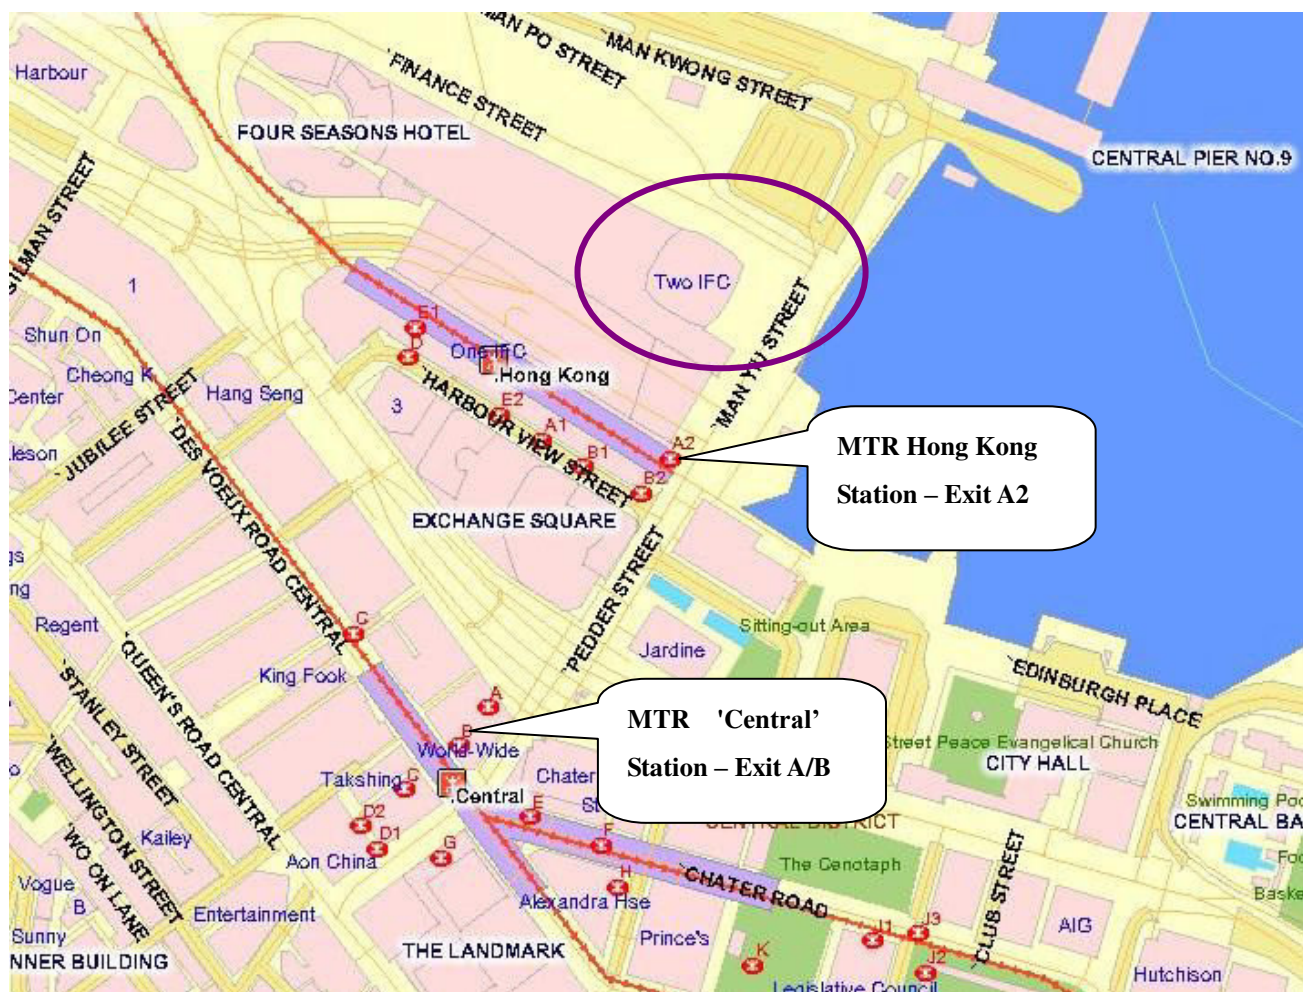 MAN PO STREET
`MAN KWONG STREET
`FINANCE STREET
Harbour
FOUR SEASONS HOTEL
CENTRAL PIER NO.9
GILMAN STREET
Two IFC
1
`MAN YIU STREET
E1
Shun On
D
One IFC
.Hong Kong
Cheong K
Hang Seng
Center
3
`HARBOUR VIEW STREET
E2
A1
A2
B1
B2
`JUBILEE STREET
MTR Hong Kong
Station – Exit A2
EXCHANGE SQUARE
`DES VOEUX ROAD CENTRAL
`PEDDER STREET
Regent
C
Sitting-out Area
Jardine
King Fook
`EDINBURGH PLACE
`QUEEN'S ROAD CENTRAL
`STANLEY STREET
A
B
MTR 'Central’
Station – Exit A/B
World-Wide
Street Peace Evangelical Church
CITY HALL
`WELLINGTON STREET
Takshing
C
Chater
.Central
St
E
Swimming Poo
CENTRAL BA
CENTRAL DISTRICT
D2
Kailey
D1
F
Aon China
G
The Cenotaph
Foo
`WO ON LANE
H
`CHATER ROAD
`CLUB STREET
Baske
Vogue
B
Alexandra Hse
Entertainment
AIG
Sunny
THE LANDMARK
Prince's
J1
J3
NNER BUILDING
K
J2
Hutchison
Legislative Council